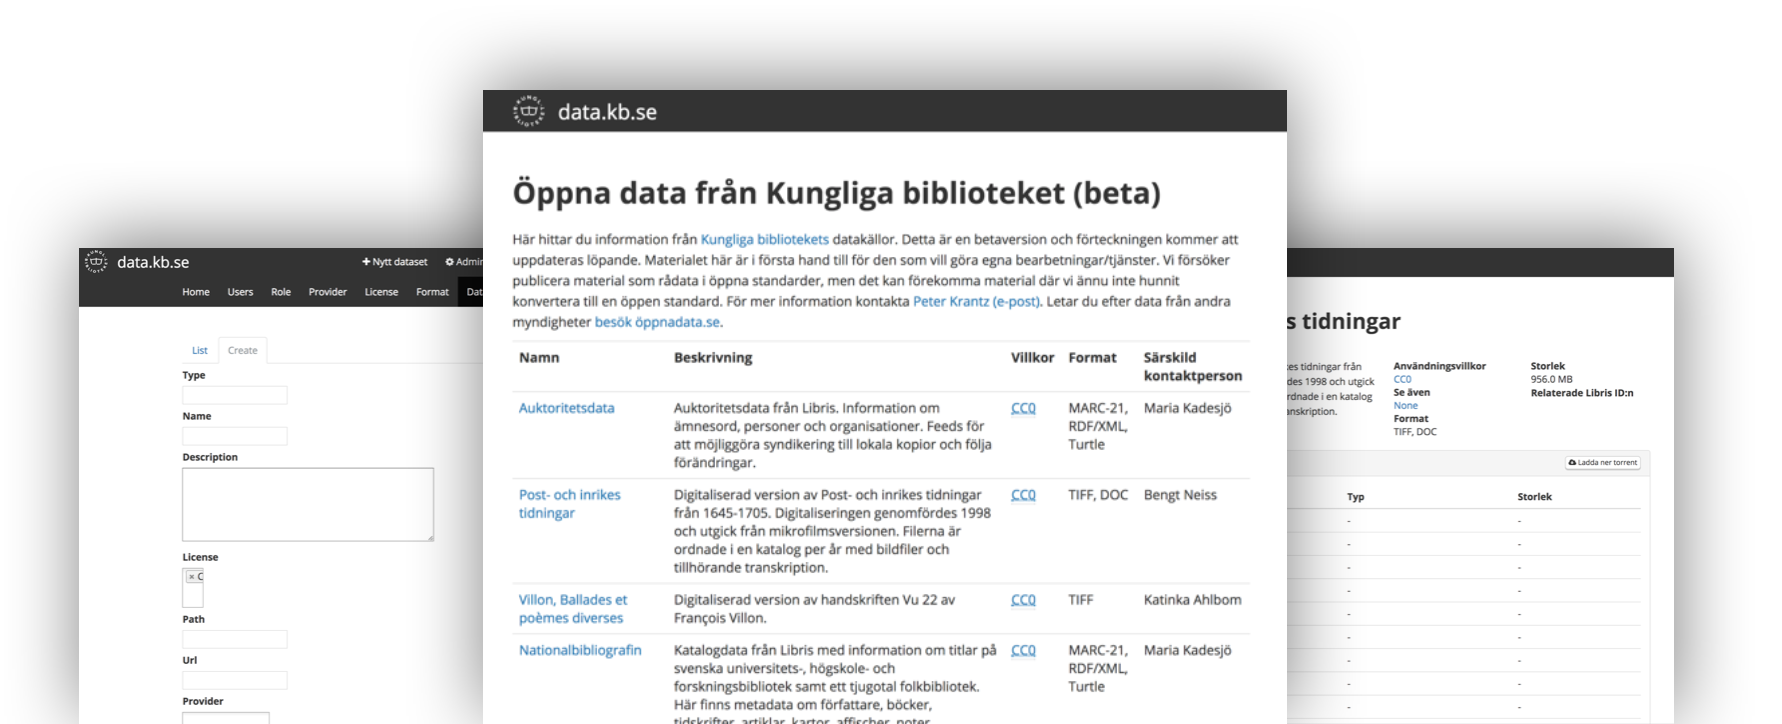 data.kb.se
Öppna data från Kungliga biblioteket (beta)
Här hittar du information från Kungliga bibliotekets datakällor. Detta är en betaversion och förteckningen kommer att
uppdateras löpande. Materialet här är i första hand till för den som vill göra egna bearbetningar/tjänster. Vi försöker
publicera material som rådata i öppna standarder, men det kan förekomma material där vi ännu inte hunnit
konvertera till en öppen standard. För mer information kontakta Peter Krantz (e-post). Letar du efter data från andra
myndigheter besök öppnadata.se.
Namn Beskrivning Villkor Format Särskild
kontaktperson
Auktoritetsdata Auktoritetsdata från Libris. Information om CC0 MARC-21, Maria Kadesjö
ämnesord, personer och organisationer. Feeds för RDF/XML,
att möjliggöra syndikering till lokala kopior och följa Turtle
förändringar.
Post- och inrikes Digitaliserad version av Post- och inrikes tidningar CC0 TIFF, DOC Bengt Neiss
tidningar från 1645-1705. Digitaliseringen genomfördes 1998
och utgick från mikrofilmsversionen. Filerna är
ordnade i en katalog per år med bildfiler och
tillhörande transkription.
Villon, Ballades et Digitaliserad version av handskriften Vu 22 av CC0 TIFF Katinka Ahlbom
poèmes diverses François Villon.
Nationalbibliografin Katalogdata från Libris med information om titlar på CC0 MARC-21, Maria Kadesjö
svenska universitets-, högskole- och RDF/XML,
forskningsbibliotek samt ett tjugotal folkbibliotek. Turtle
Här finns metadata om författare, böcker,
tidskrifter, artiklar, kartor, affischer, noter,
data.kb.se
Nytt dataset Admin
Home Users Role Provider License Format Dat
List Create
Type
Name
Description
License
× C
Path
Url
Provider
s tidningar
es tidningar från Användningsvillkor Storlek
des 1998 och utgick CC0 956.0 MB
rdnade i en katalog Se även Relaterade Libris ID:n
nskription. None
Format
TIFF, DOC
Ladda ner torrent
Typ Storlek
- -
- -
- -
- -
- -
- -
- -
- -
- -